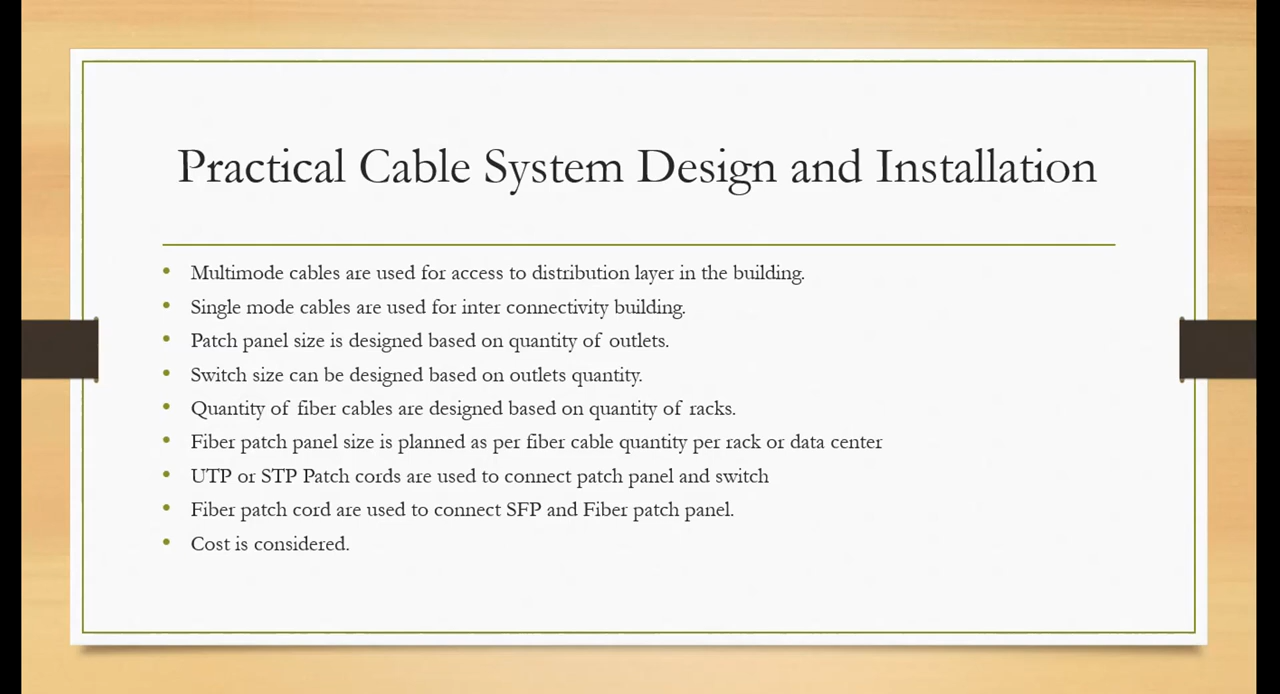 Practical Cable System Design and Installation
• Multimode cables are used for access to distribution layer in the building.
• Single mode cables are used for inter connectivity building.
• Patch panel size is designed based on quantity of outlets.
• Switch size can be designed based on outlets quantity.
• Quantity of fiber cables are designed based on quantity of racks.
• Fiber patch panel size is planned as per fiber cable quantity per rack or data center
• UTP or STP Patch cords are used to connect patch panel and switch
• Fiber patch cord are used to connect SFP and Fiber patch panel.
• Cost is considered.